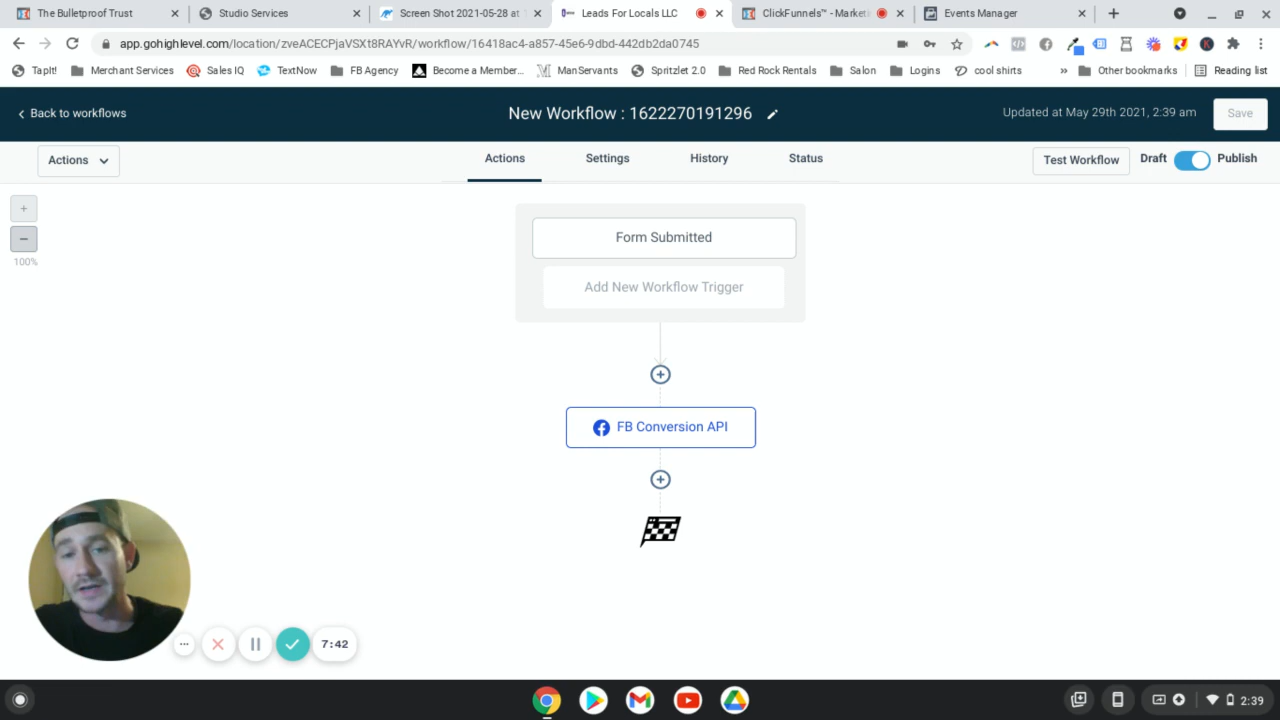 The Bulletproof Trust
Studio Services
Screen Shot 2021-05-28 at
Leads For Locals LLC
ClickFunnels™ - Marketi
Events Manager
app.gohighlevel.com/location/zveACECPjaVSXt8RAYvR/workflow/16418ac4-a857-45e6-9dbd-442db2da0745
TapIt!
Merchant Services
Sales IQ
TextNow
FB Agency
Become a Member...
ManServants
Spritzlet 2.0
Red Rock Rentals
Salon
Logins
cool shirts
»
Other bookmarks
Reading list
Back to workflows
New Workflow : 1622270191296
Updated at May 29th 2021, 2:39 am
Save
Actions
Actions
Settings
History
Status
Test Workflow
Draft
Publish
100%
Form Submitted
Add New Workflow Trigger
FB Conversion API
7:42
2:39